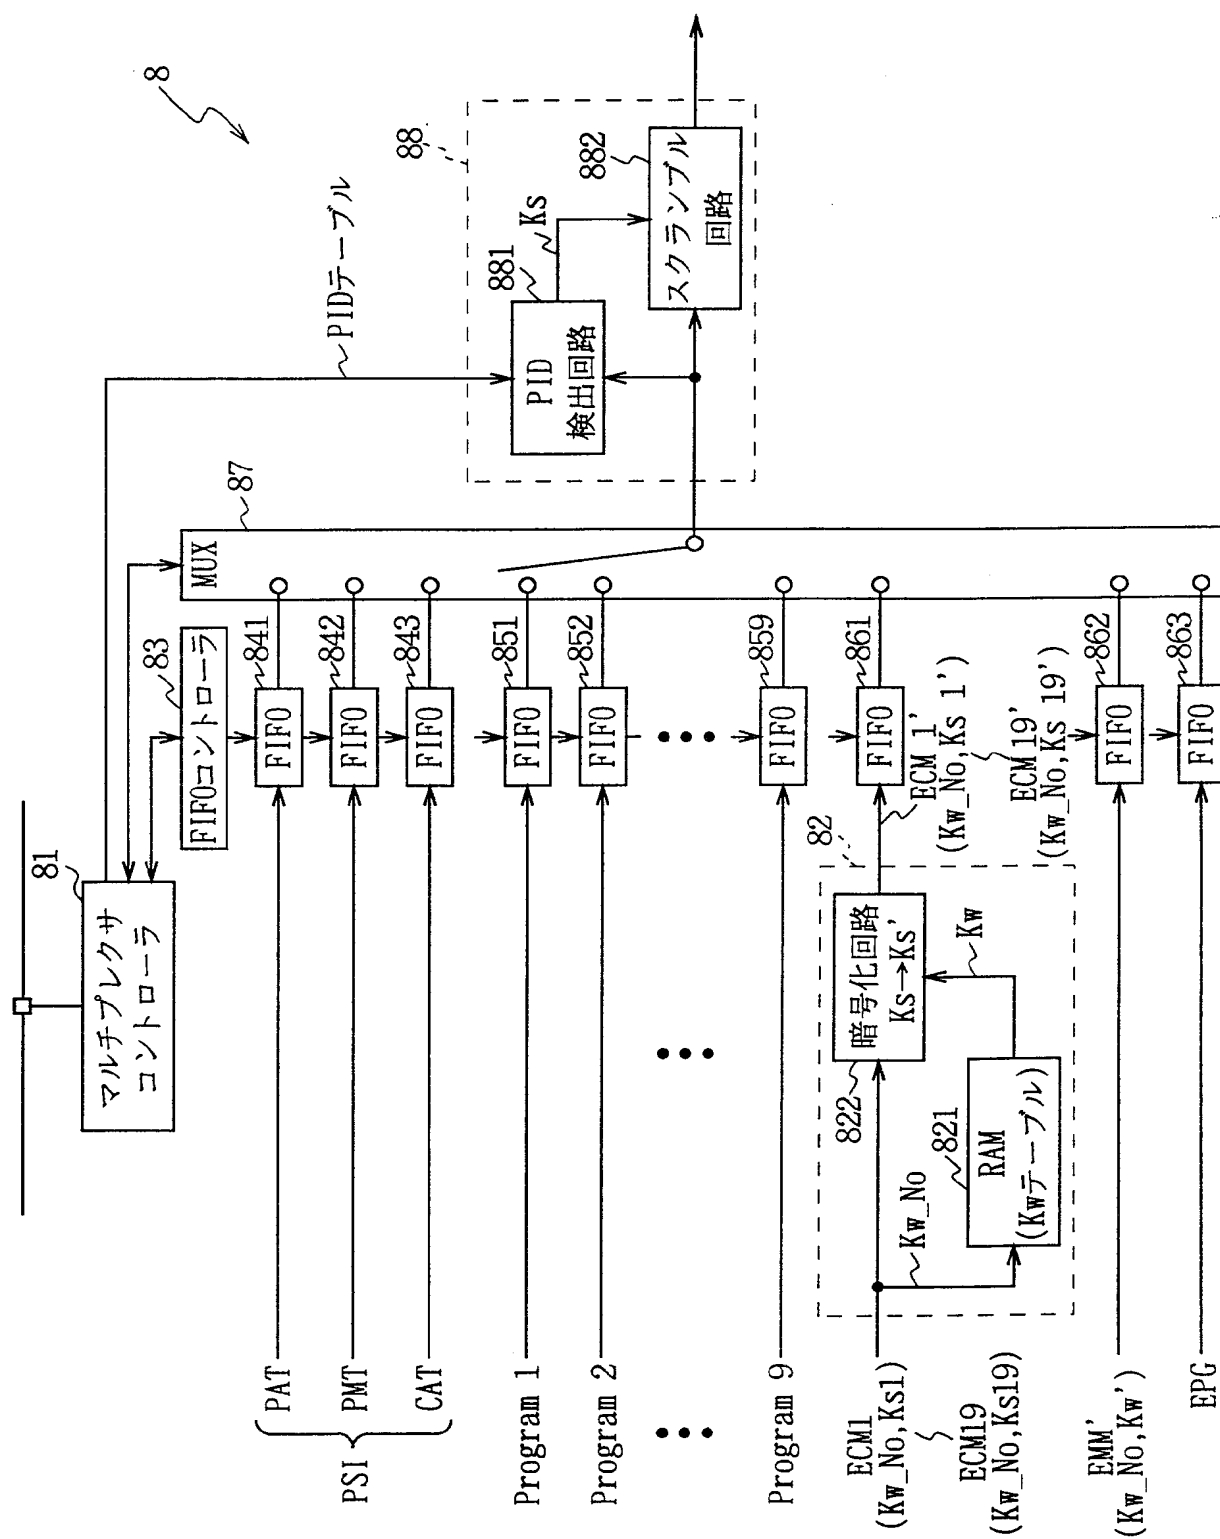 8
マルチプレクサ
コントローラ
81
FIFOコントローラ
83
MUX
87
PIDテーブル
88
PID
検出回路
881
Ks
スクランブル
回路
882
PSI
PAT
FIFO
841
PMT
FIFO
842
CAT
FIFO
843
Program 1
FIFO
851
Program 2
FIFO
852
Program 9
FIFO
859
ECM1
(Kw_No,Ks1)
ECM19
(Kw_No,Ks19)
Kw_No
822
暗号化回路
Ks→Ks'
821
RAM
(Kwテーブル)
Kw
82
ECM 1'
(Kw_No,Ks 1')
ECM 19'
(Kw_No,Ks 19')
FIFO
861
EMM'
(Kw_No,Kw')
FIFO
862
EPG
FIFO
863